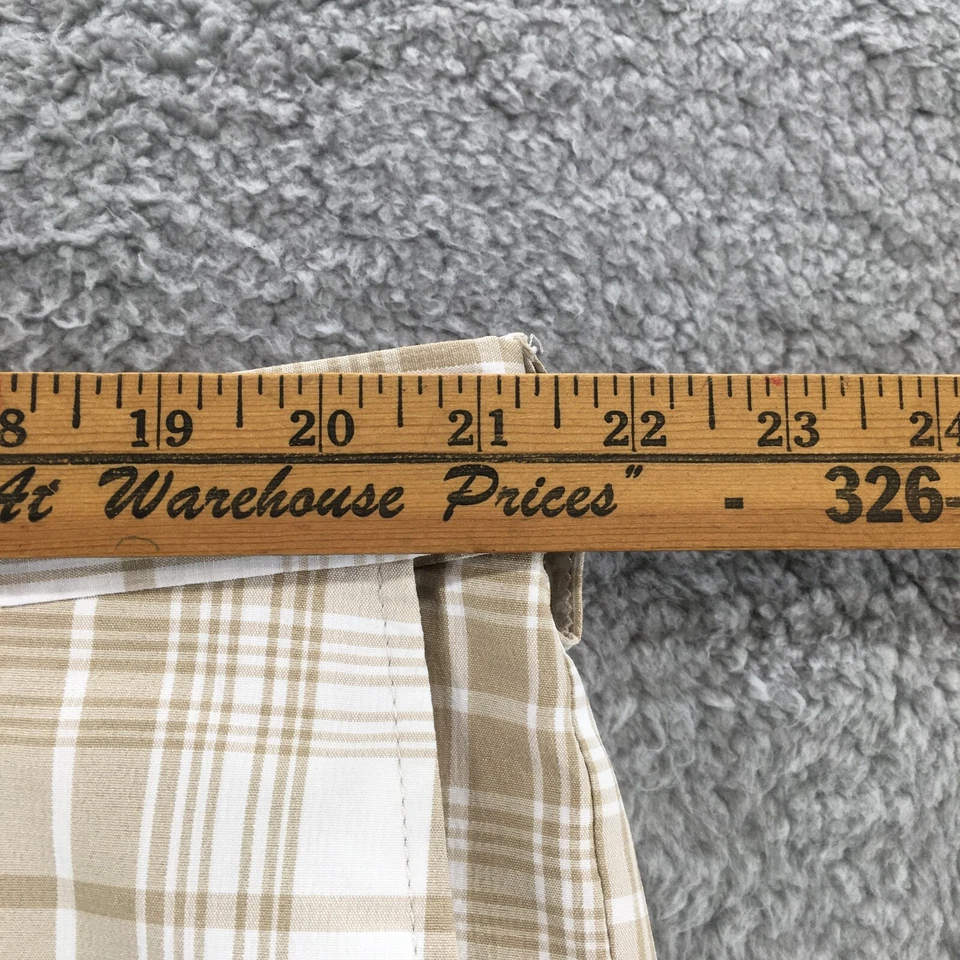 8 19 20 21 22 23 24
At Warehouse Prices" - 326-